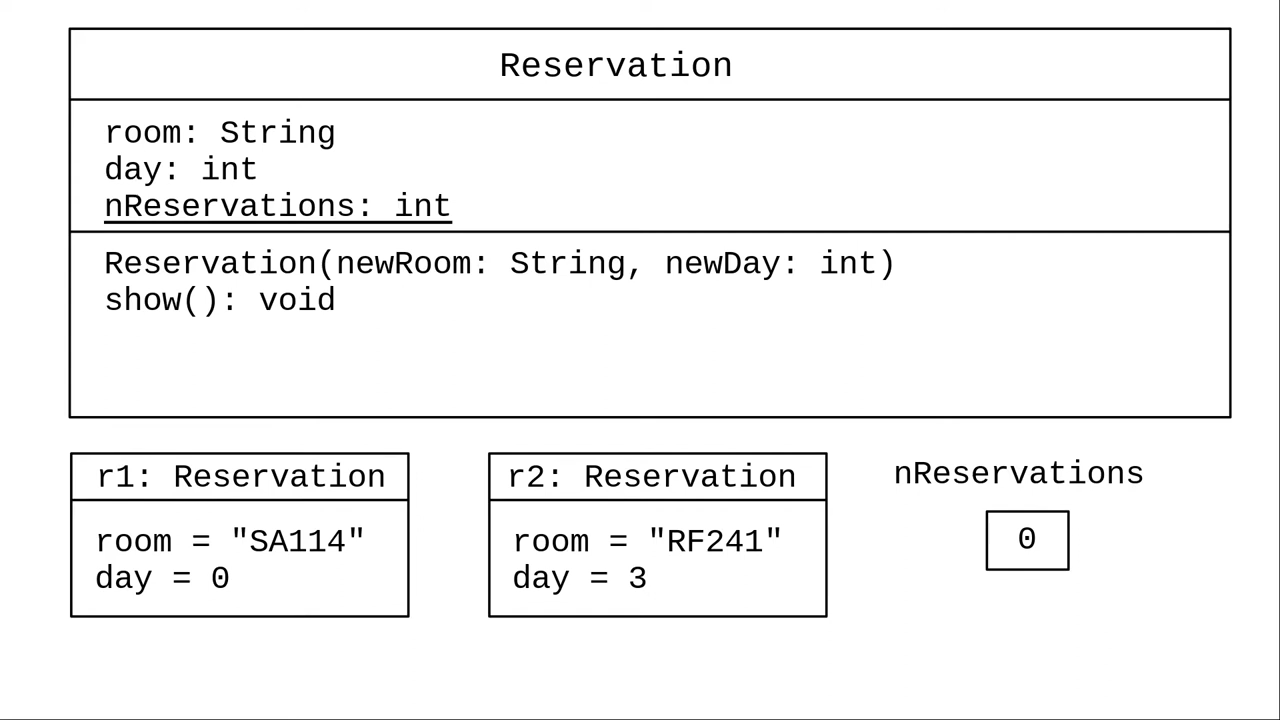 Reservation
room: String
day: int
nReservations: int
Reservation(newRoom: String, newDay: int)
show(): void
r1: Reservation
room = "SA114"
day = 0
r2: Reservation
room = "RF241"
day = 3
nReservations
0